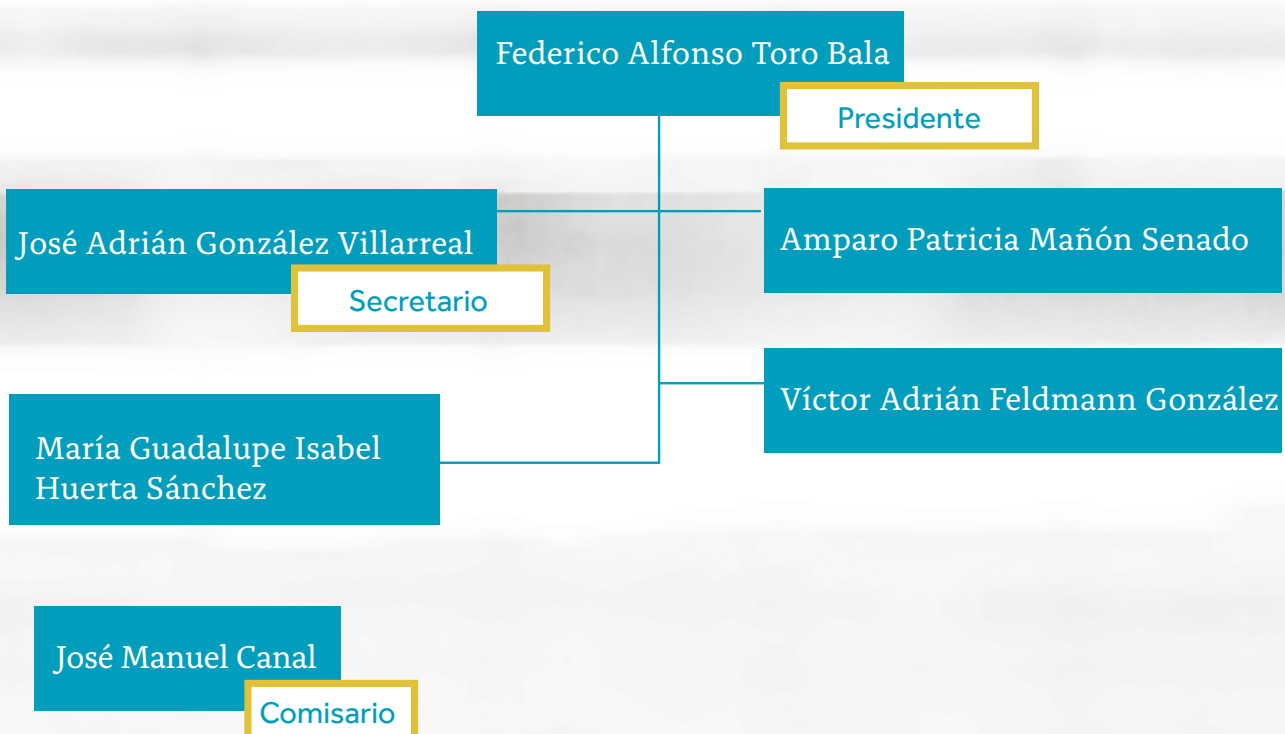 Federico Alfonso Toro Bala
Presidente
José Adrián González Villarreal
Secretario
Amparo Patricia Mañón Senado
Víctor Adrián Feldmann González
María Guadalupe Isabel
Huerta Sánchez
José Manuel Canal
Comisario